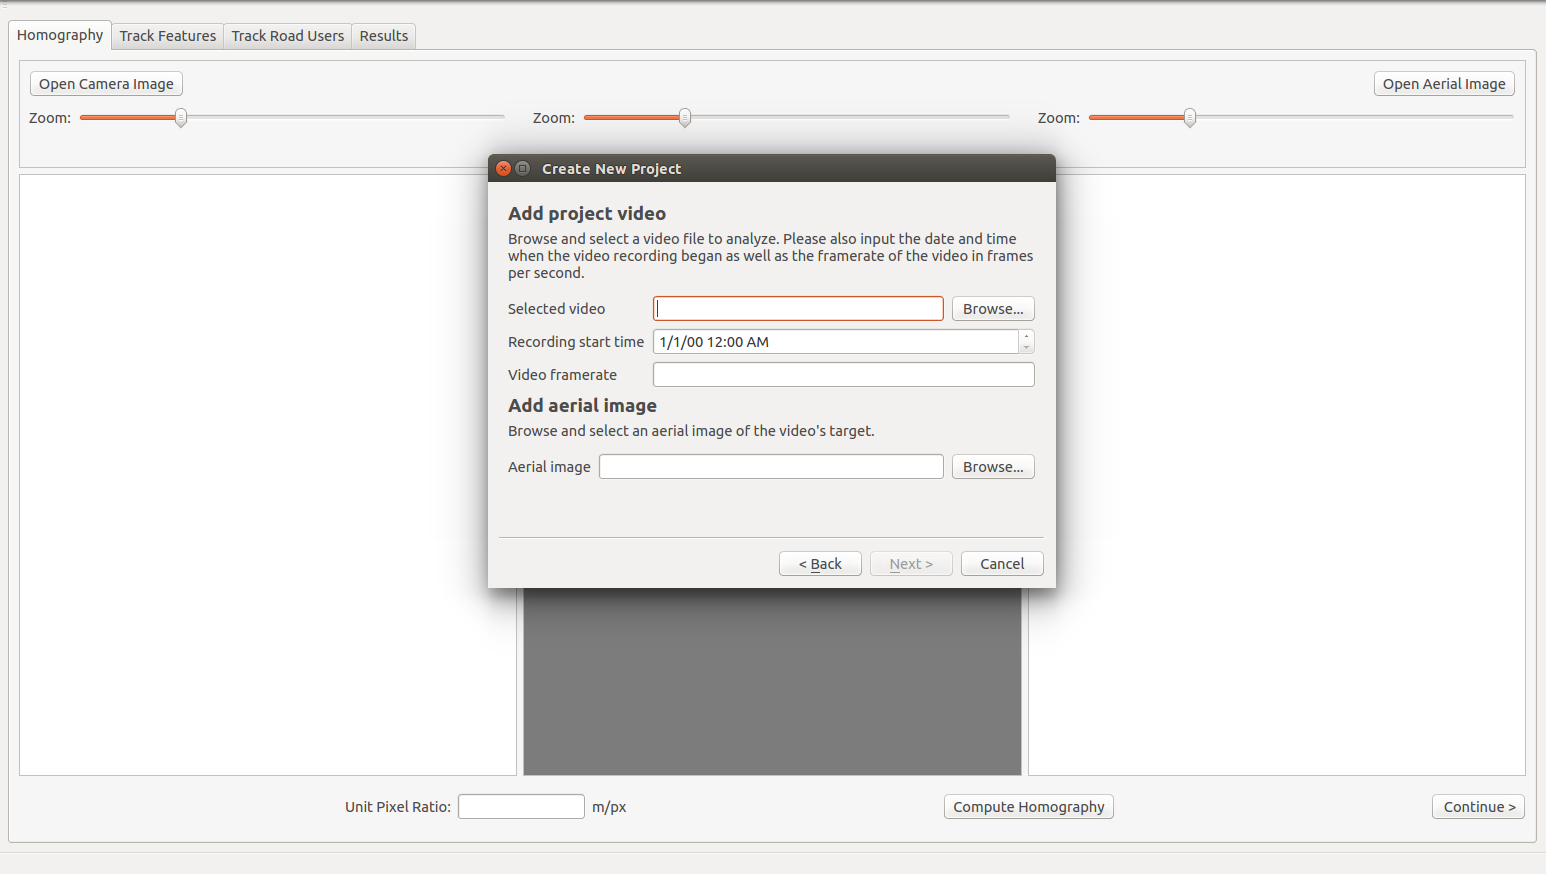 Homography Track Features Track Road Users Results
Open Camera Image Open Aerial Image
Zoom: Zoom: Zoom:
Create New Project
Add project video
Browse and select a video file to analyze. Please also input the date and time
when the video recording began as well as the framerate of the video in frames
per second.
Selected video Browse...
Recording start time 1/1/00 12:00 AM
Video framerate
Add aerial image
Browse and select an aerial image of the video's target.
Aerial image Browse...
< Back Next > Cancel
Unit Pixel Ratio: m/px Compute Homography Continue >